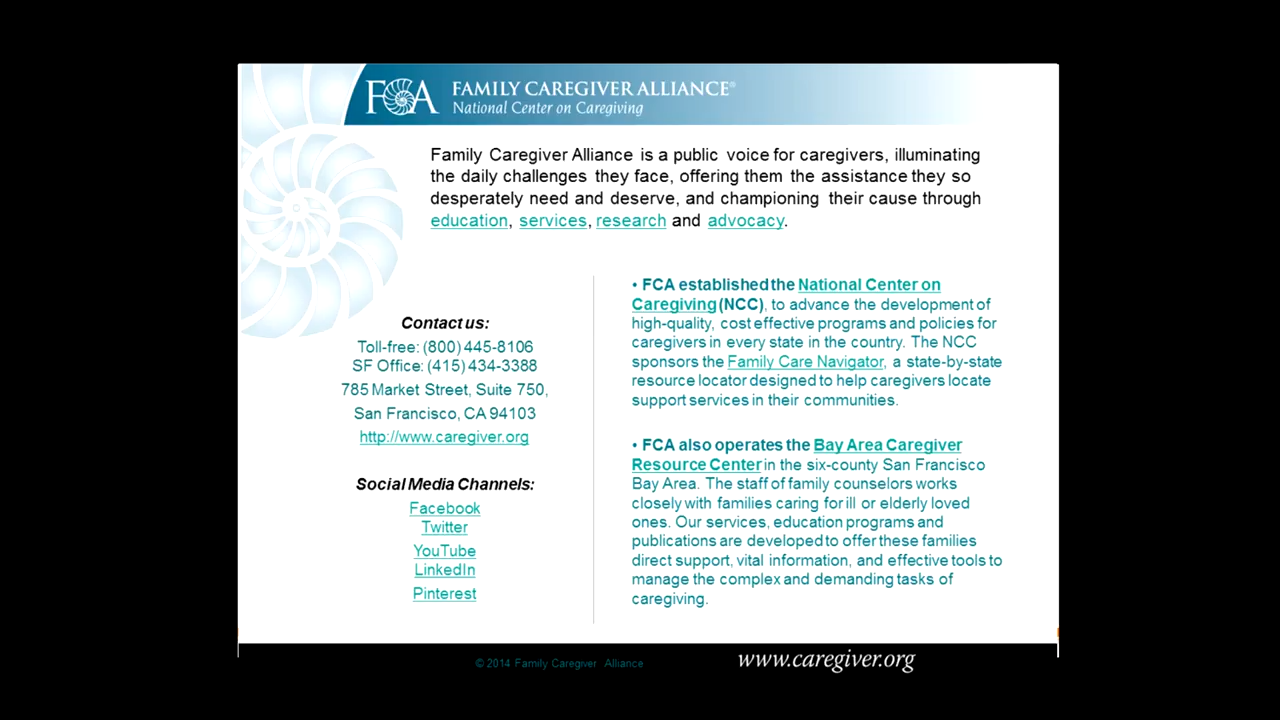 FCA FAMILY CAREGIVER ALLIANCE®
National Center on Caregiving
Family Caregiver Alliance is a public voice for caregivers, illuminating
the daily challenges they face, offering them the assistance they so
desperately need and deserve, and championing their cause through
education, services, research and advocacy.
Contact us:
Toll-free: (800) 445-8106
SF Office: (415) 434-3388
785 Market Street, Suite 750,
San Francisco, CA 94103
http://www.caregiver.org
Social Media Channels:
Facebook
Twitter
YouTube
LinkedIn
Pinterest
• FCA established the National Center on
Caregiving (NCC), to advance the development of
high-quality, cost effective programs and policies for
caregivers in every state in the country. The NCC
sponsors the Family Care Navigator, a state-by-state
resource locator designed to help caregivers locate
support services in their communities.
• FCA also operates the Bay Area Caregiver
Resource Center in the six-county San Francisco
Bay Area. The staff of family counselors works
closely with families caring for ill or elderly loved
ones. Our services, education programs and
publications are developed to offer these families
direct support, vital information, and effective tools to
manage the complex and demanding tasks of
caregiving.
© 2014 Family Caregiver Alliance
www.caregiver.org